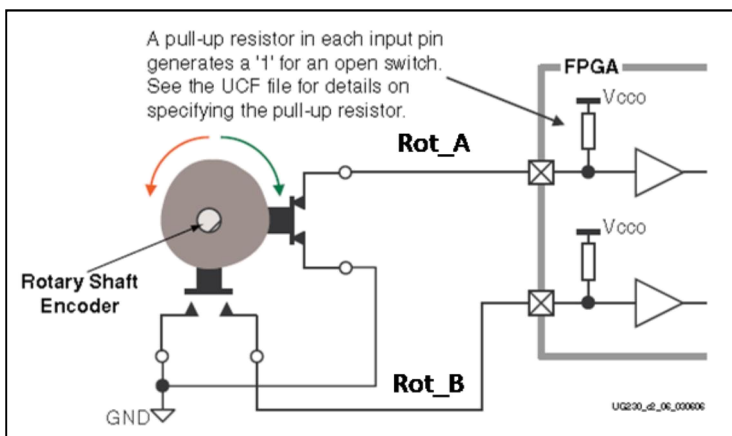 A pull-up resistor in each input pin
generates a '1' for an open switch.
See the UCF file for details on
specifying the pull-up resistor.
FPGA
Vcco
Rot_A
Vcco
Rotary Shaft
Encoder
Rot_B
GND
UG230_c2_06_030606